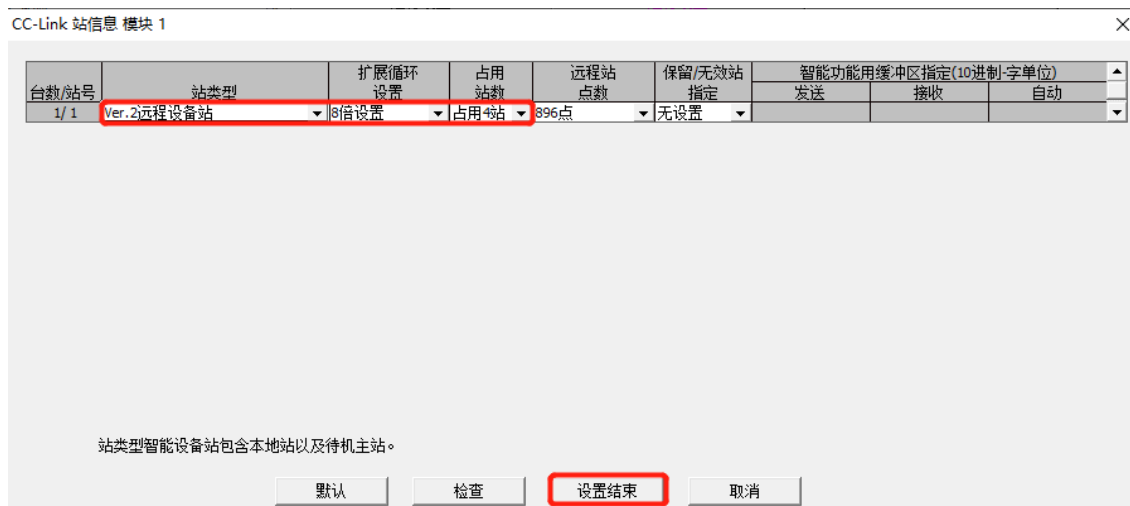 CC-Link 站信息 模块 1
台数/站号 站类型 扩展循环设置 占用站数 远程站点数 保留/无效站指定 智能功能用缓冲区指定(10进制-字单位)
发送 接收 自动
1/ 1 Ver.2远程设备站 8倍设置 占用4站 896点 无设置
站类型智能设备站包含本地站以及待机主站。
默认 检查 设置结束 取消